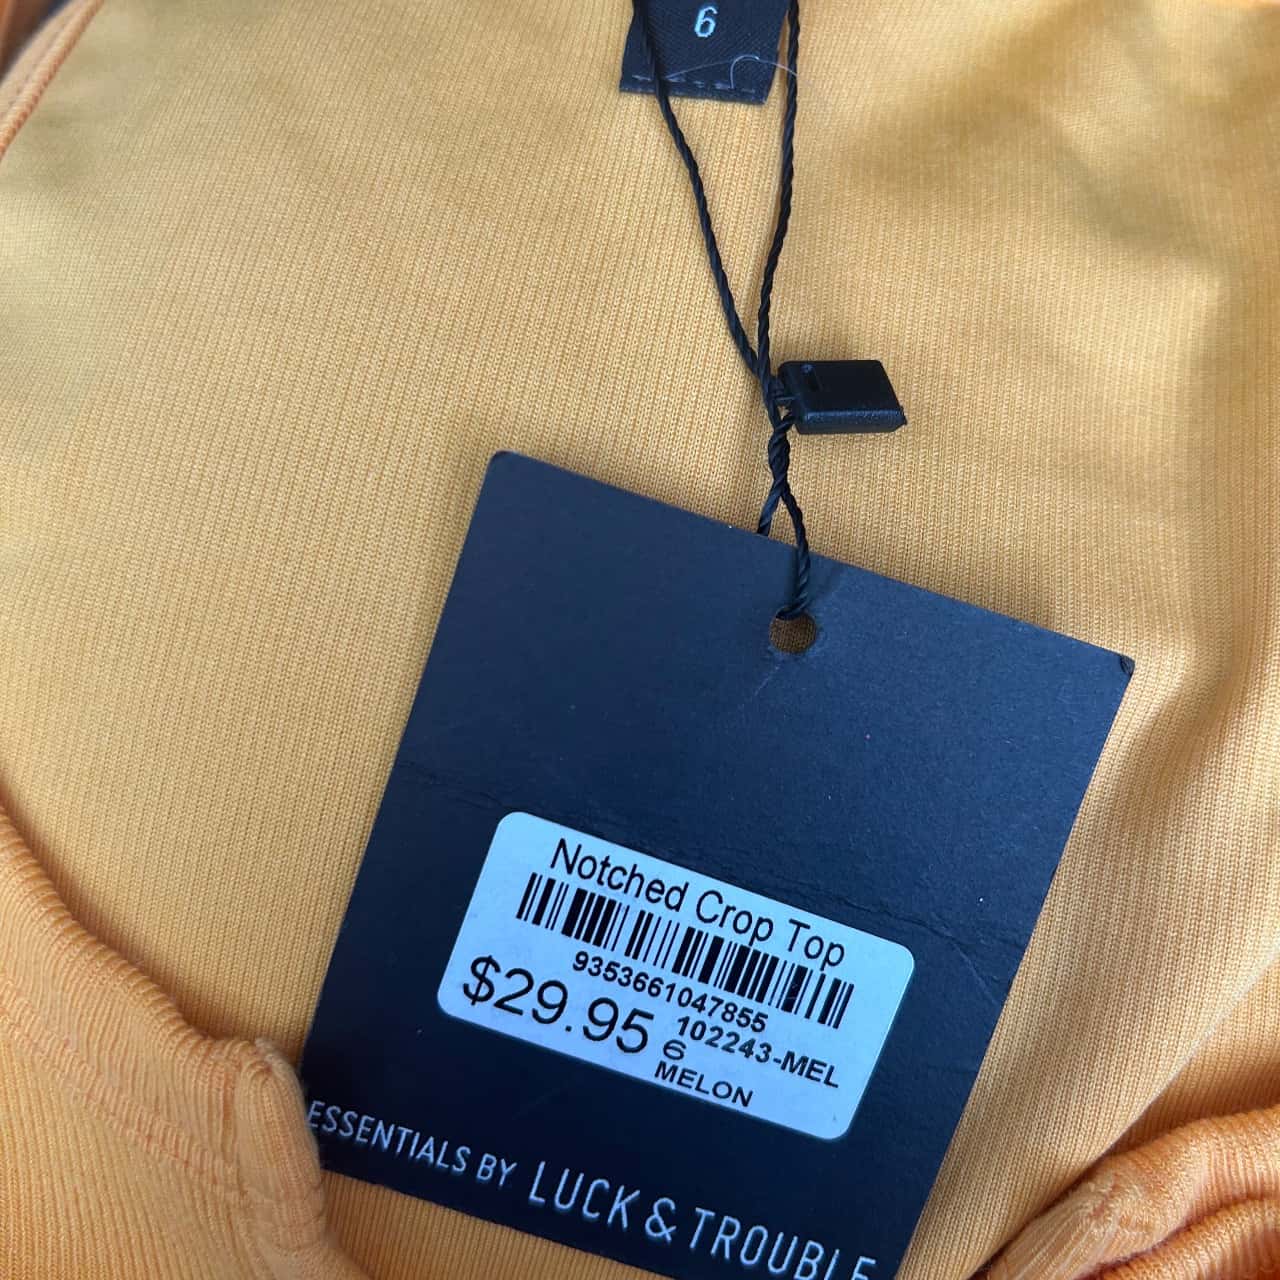 6
Notched Crop Top
9353661047855
$29.95
102243-MEL
6
MELON
ESSENTIALS BY LUCK & TROUBLE